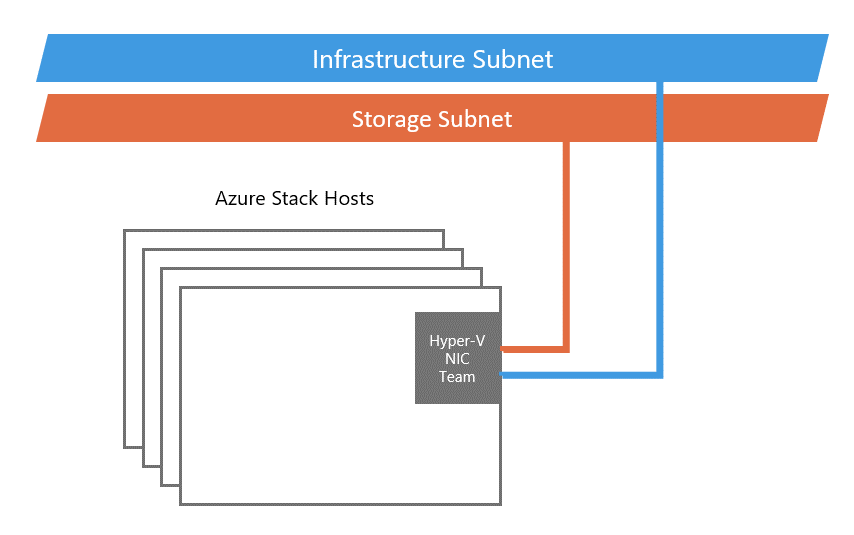 Infrastructure Subnet
Storage Subnet
Azure Stack Hosts
Hyper-V
NIC
Team